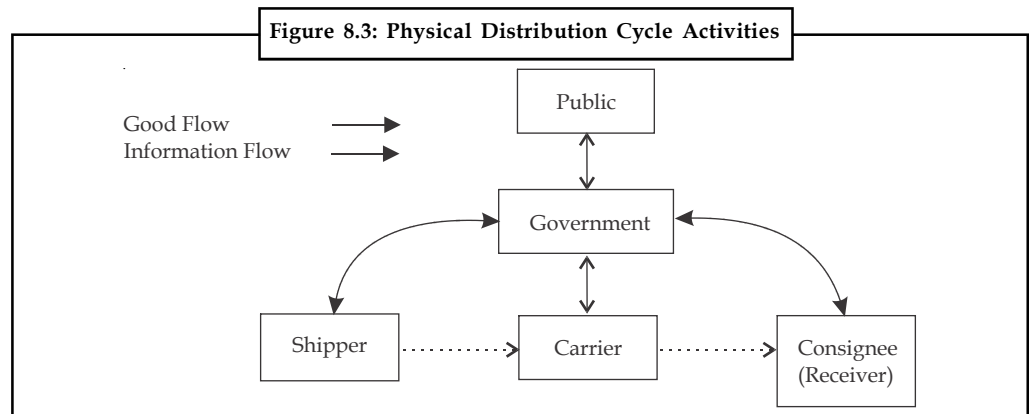 Figure 8.3: Physical Distribution Cycle Activities
Public
Good Flow
Information Flow
Government
Shipper
Carrier
Consignee
(Receiver)